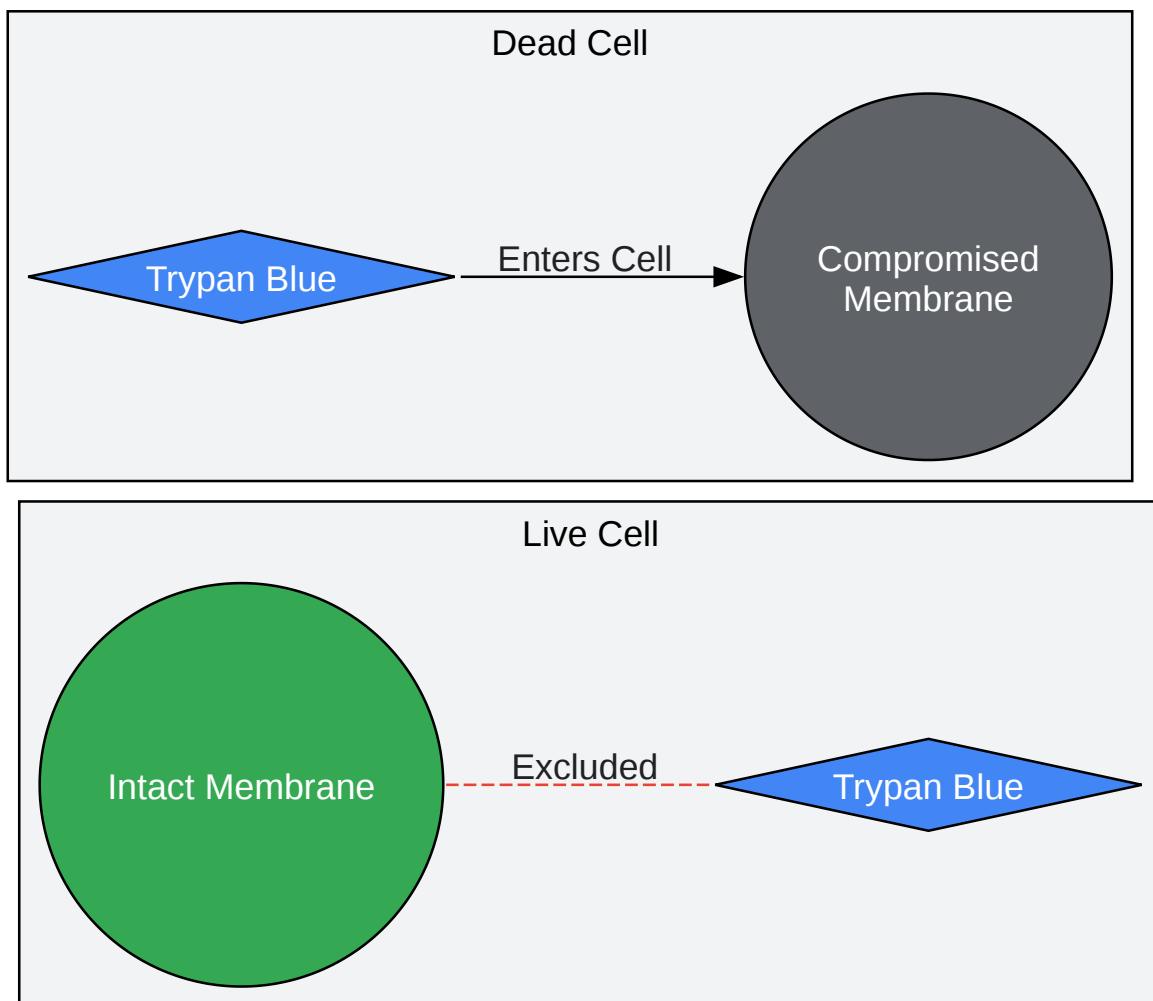 Dead Cell
Trypan Blue
Enters Cell
Compromised
Membrane
Live Cell
Intact Membrane
Excluded
Trypan Blue